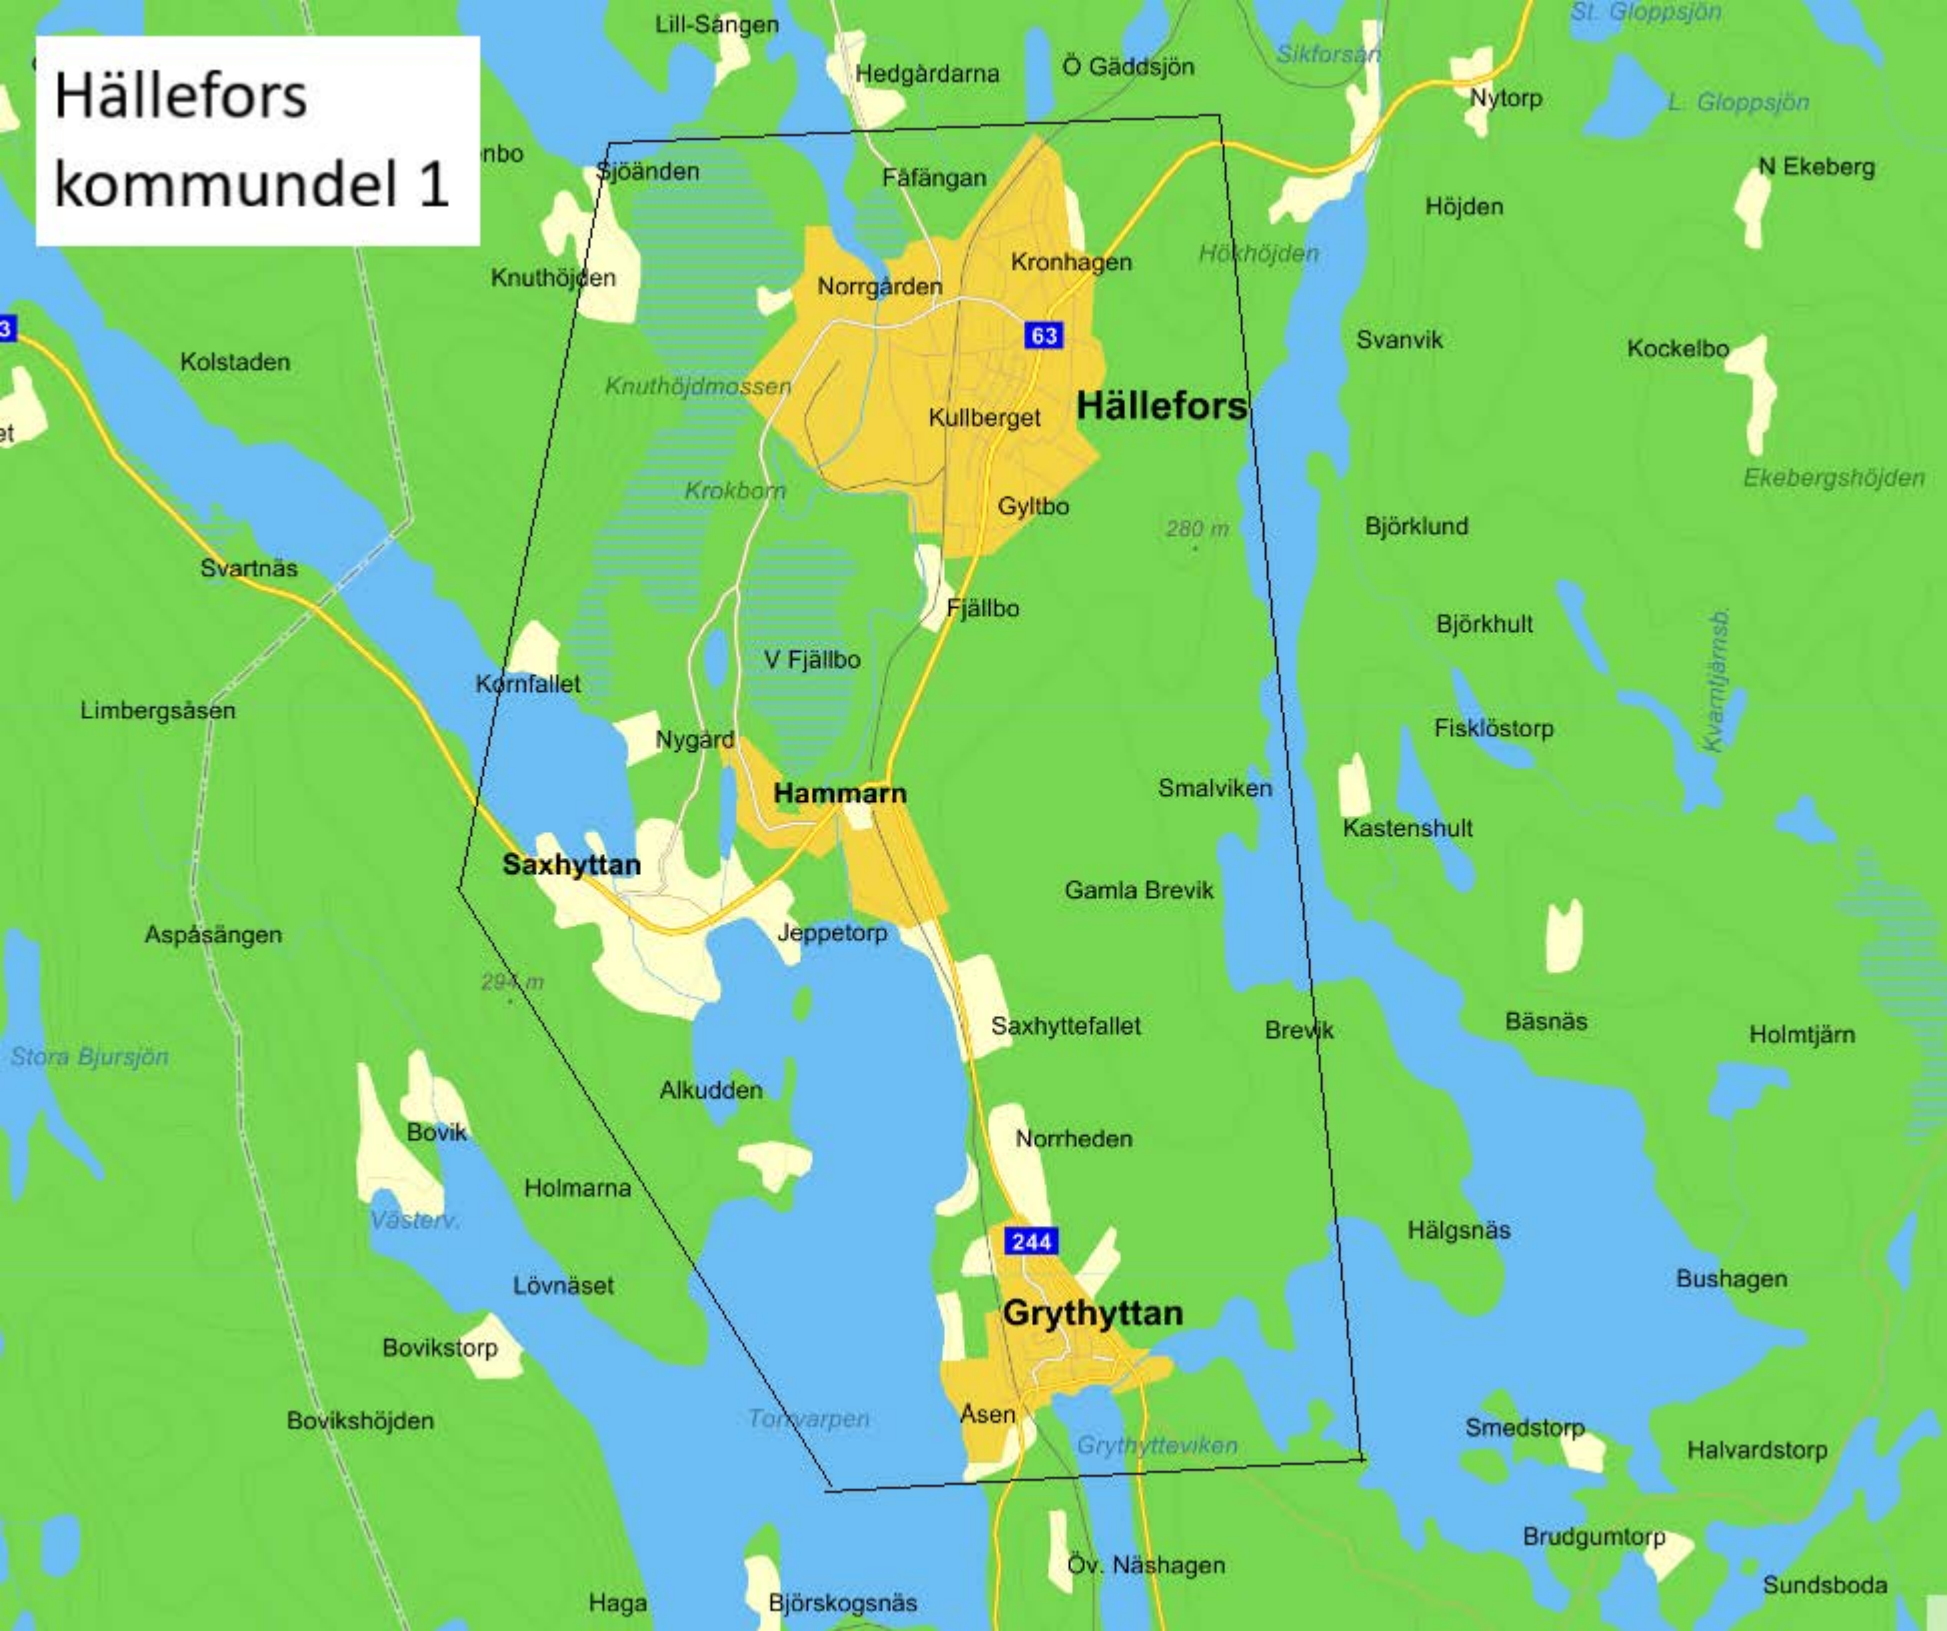 Hällefors
kommundel 1
Lill-Sången
Hedgårdarna
Ö Gäddsjön
Sikforsån
St. Gloppsjön
Nytorp
L. Gloppsjön
N Ekeberg
Sjöänden
Fåfängan
Höjden
Hökhöjden
Knuthöjden
Norrgården
Kronhagen
63
Svanvik
Kockelbo
Kolstaden
Knuthöjdmossen
Kullberget
Hällefors
Ekebergshöjden
Krokborn
Gyltbo
280 m
Björklund
Svartnäs
Fjällbo
Björkhult
Kvarntjärnsb.
V Fjällbo
Kornfallet
Limbergsåsen
Nygård
Fisklöstorp
Hammarn
Smalviken
Kastenshult
Saxhyttan
Gamla Brevik
Aspåsängen
Jeppetorp
294 m
Saxhyttefallet
Brevik
Bäsnäs
Holmtjärn
Stora Bjursjön
Alkudden
Bovik
Norrheden
Holmarna
Västerv.
Hälgsnäs
244
Lövnäset
Bushagen
Grythyttan
Bovikstorp
Bovikshöjden
Torrvarpen
Åsen
Grythytteviken
Smedstorp
Halvardstorp
Brudgumtorp
Öv. Näshagen
Sundsboda
Haga
Björskogsnäs